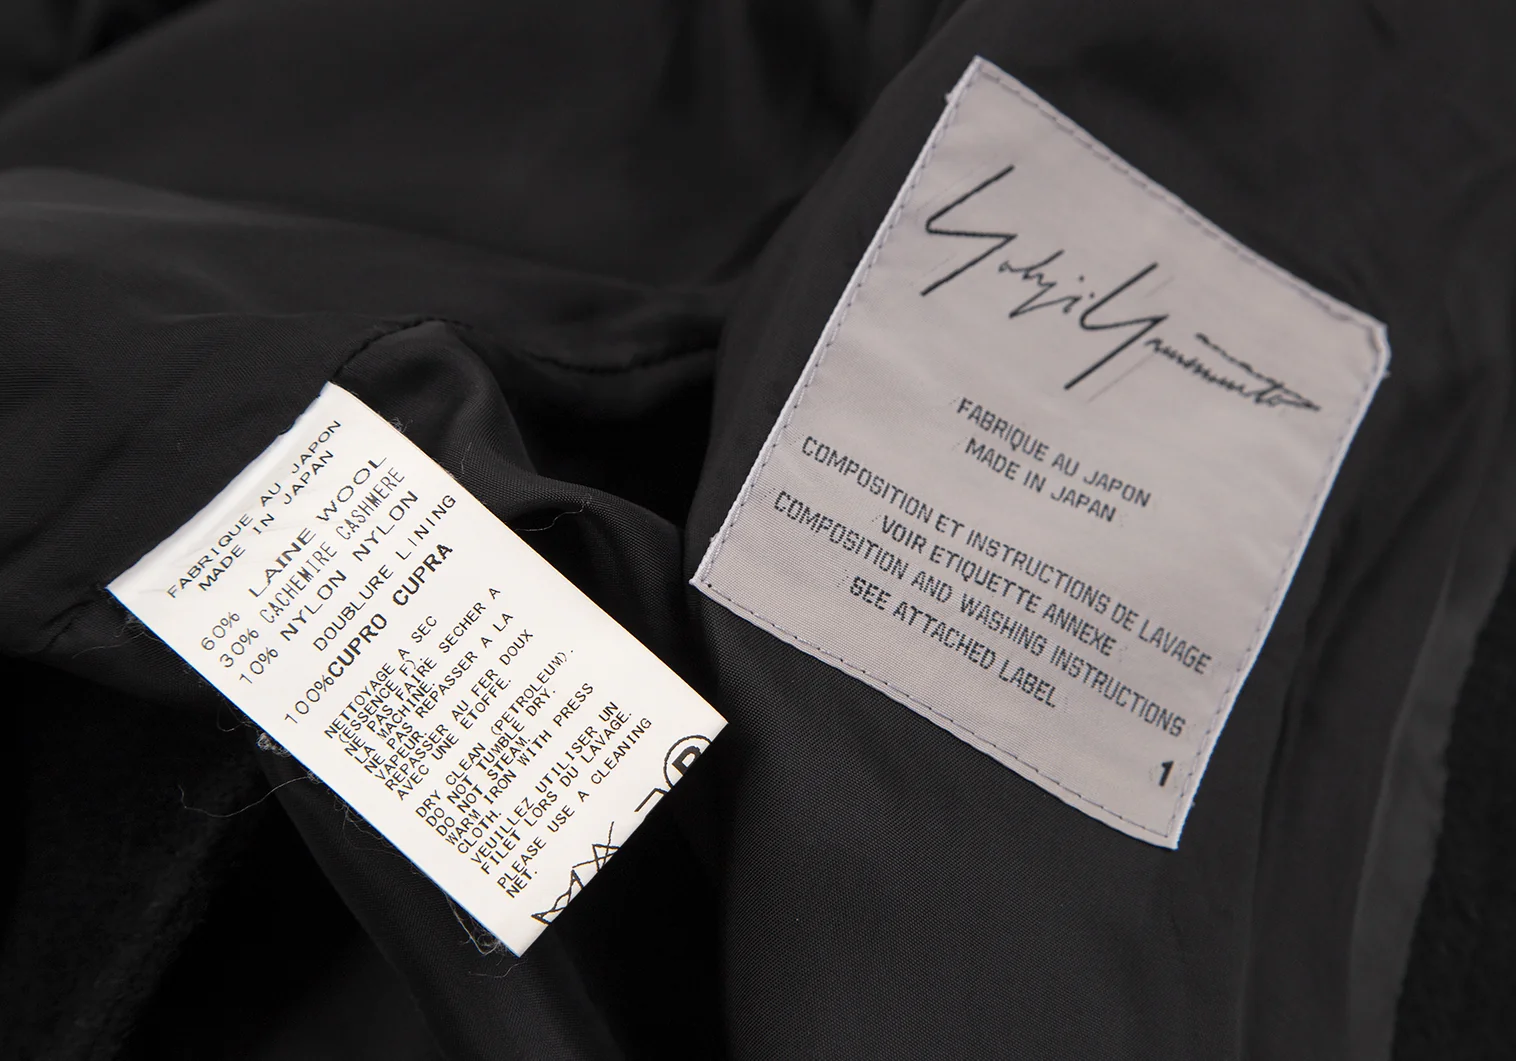 FABRIQUE AU JAPON
MADE IN JAPAN
60% LAINE WOOL
30% CACHEMIRE CASHMERE
10% NYLON NYLON
DOUBLURE LINING
100%CUPRO CUPRA
NETTOYAGE A SEC
(ESSENCE F)
NE PAS FAIRE SECHER A
LA MACHINE.
NE PAS REPASSER A LA
VAPEUR.
REPASSER AU FER DOUX
AVEC UNE ETOFFE.
DRY CLEAN (PETROLEUM).
DO NOT TUMBLE DRY.
DO NOT STEAM.
WARM IRON WITH PRESS
CLOTH.
VEUILLEZ UTILISER UN
FILET LORS DU LAVAGE.
PLEASE USE A CLEANING
NET.
Yohji Yamamoto
FABRIQUE AU JAPON
MADE IN JAPAN
COMPOSITION ET INSTRUCTIONS DE LAVAGE
VOIR ETIQUETTE ANNEXE
COMPOSITION AND WASHING INSTRUCTIONS
SEE ATTACHED LABEL
1